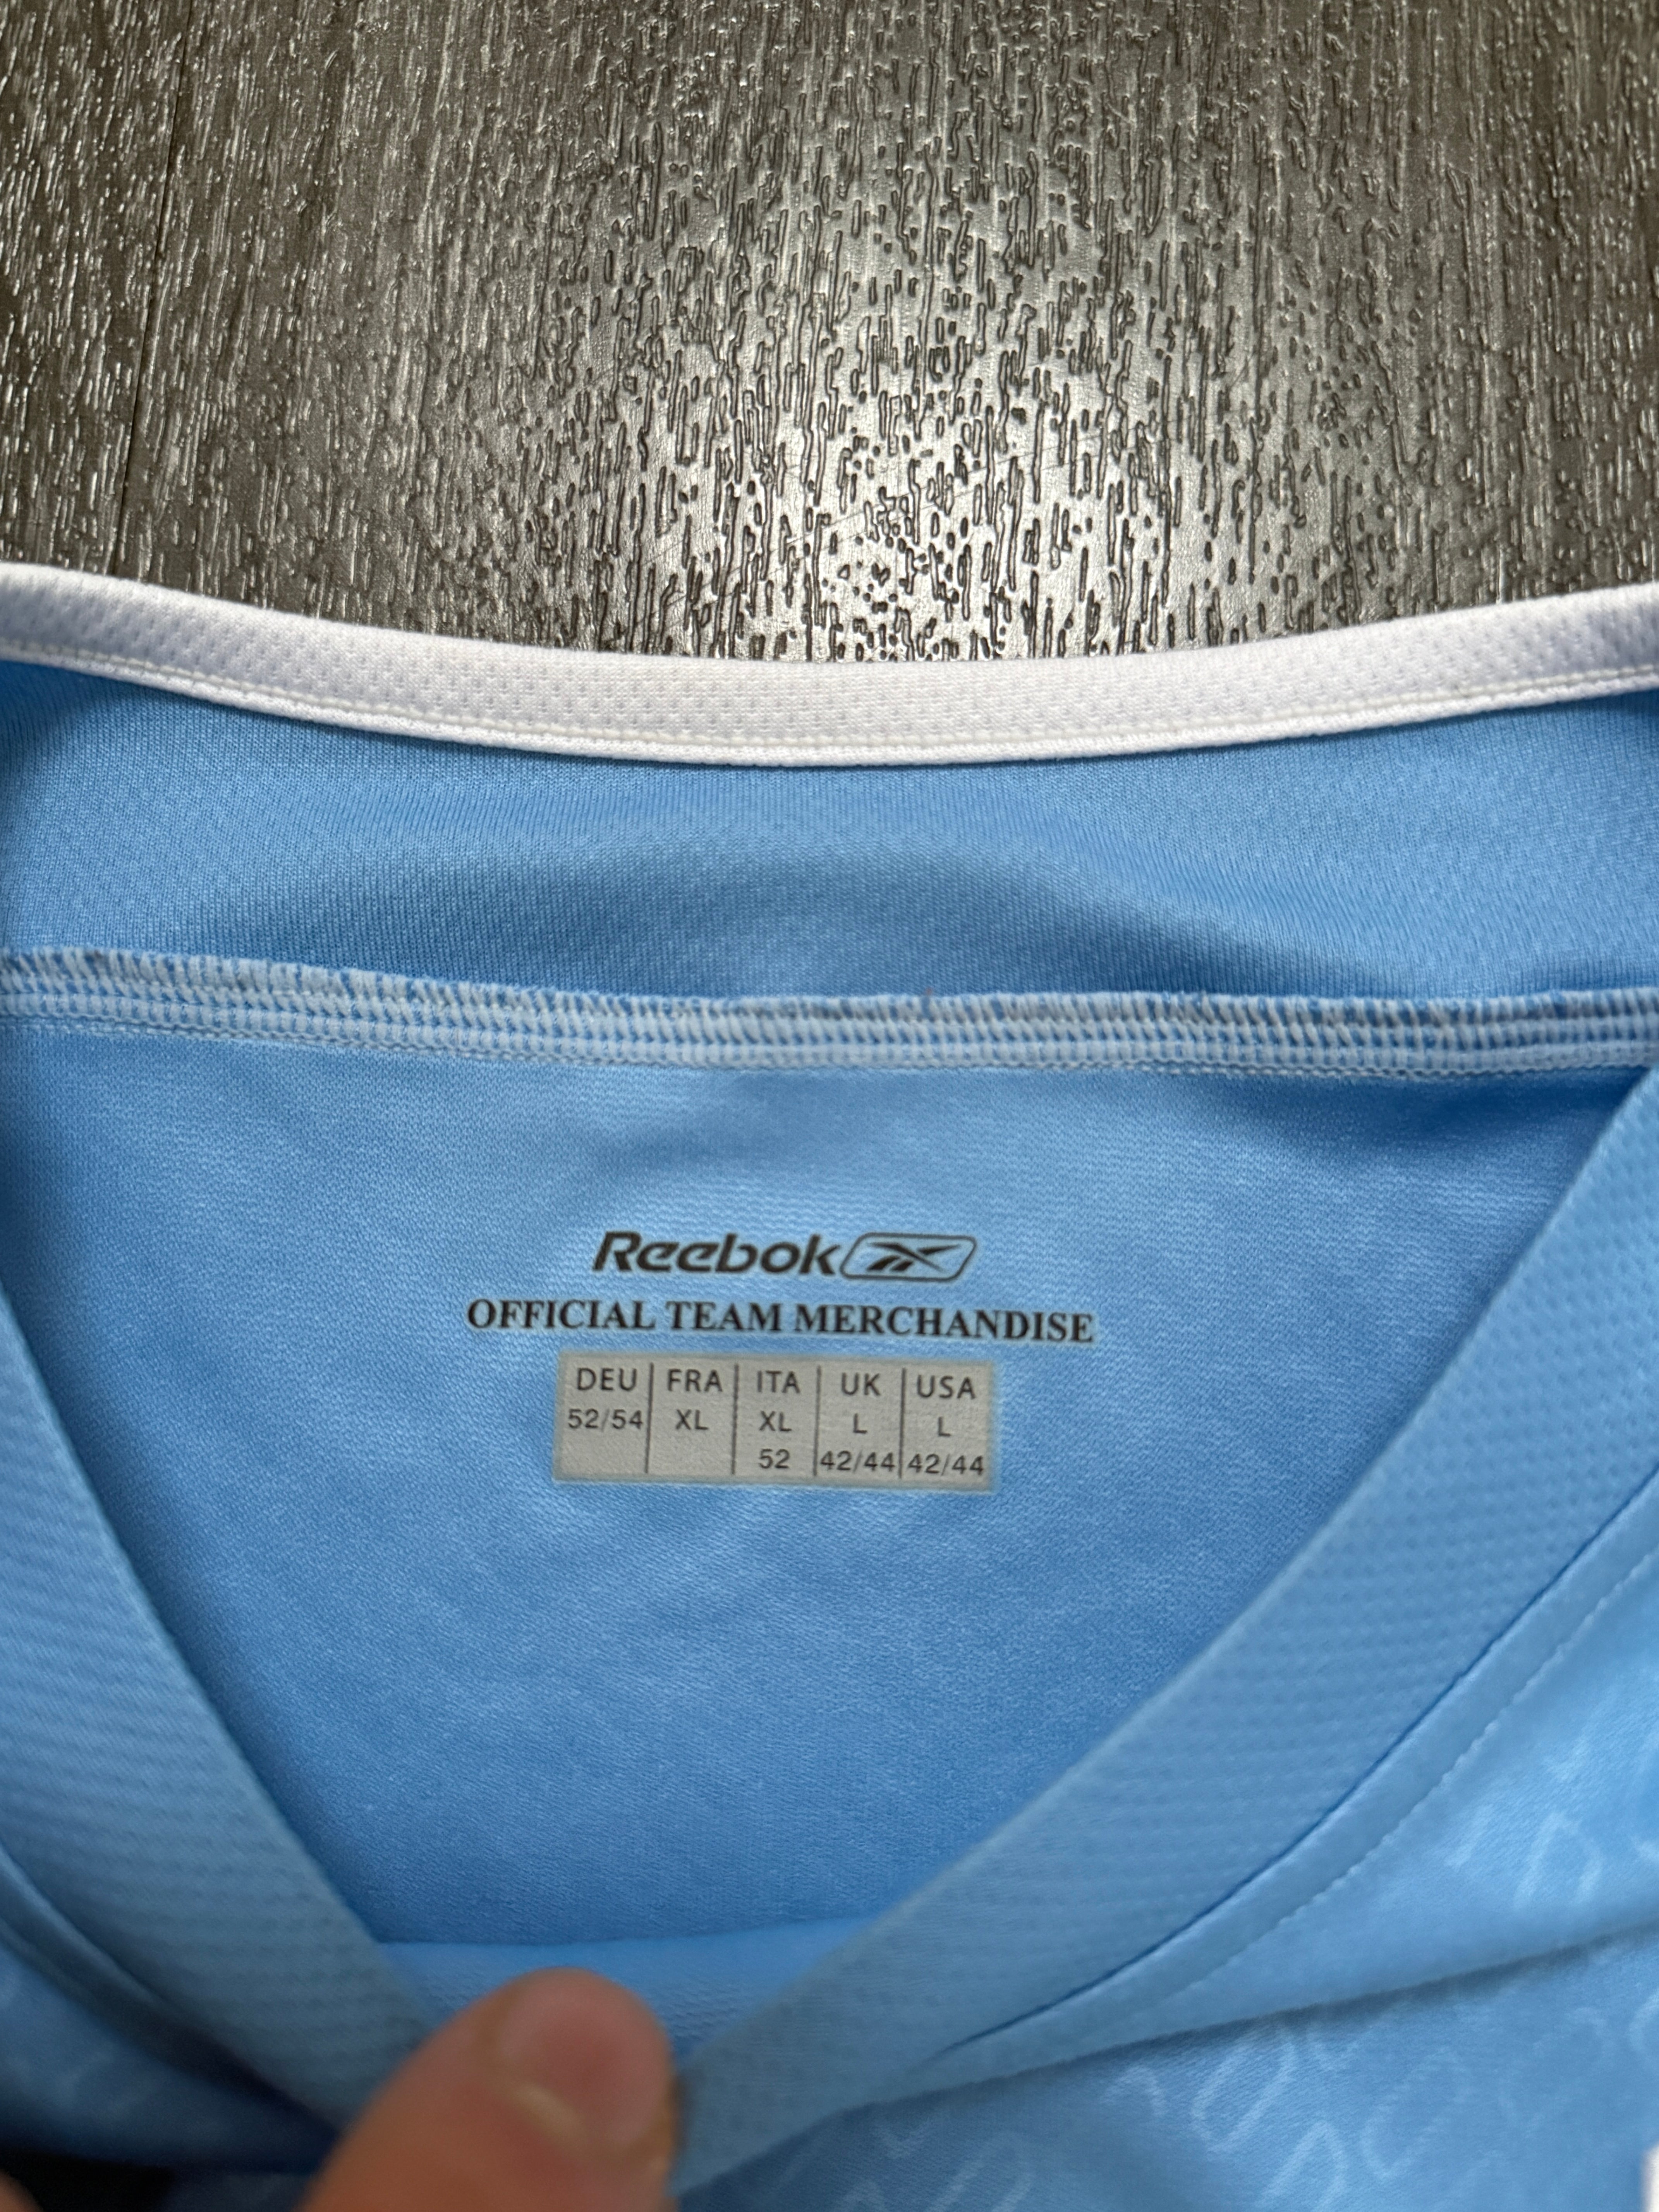 Reebok
OFFICIAL TEAM MERCHANDISE
DEU FRA ITA UK USA
52/54 XL XL L L
52 42/44 42/44